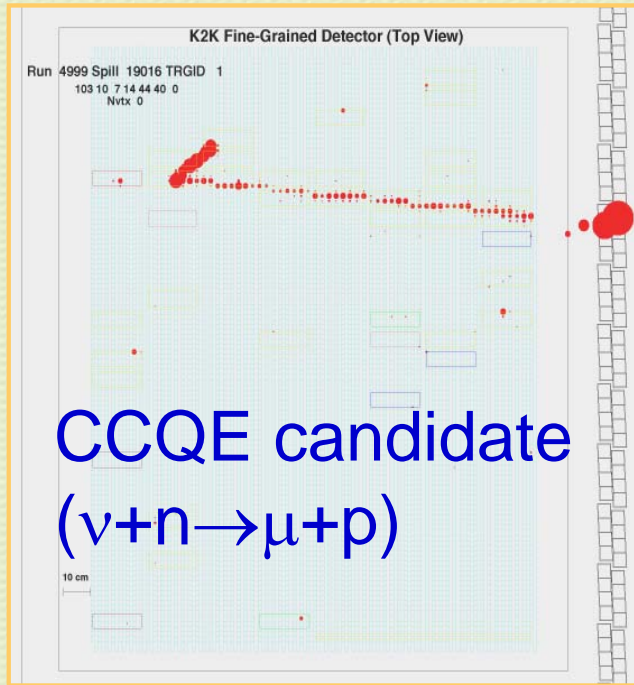 K2K Fine-Grained Detector (Top View)
Run 4999 Spill 19016 TRGID 1
103 10 7 14 44 40 0
Nvtx 0
CCQE candidate
(ν+n→μ+p)
10 cm